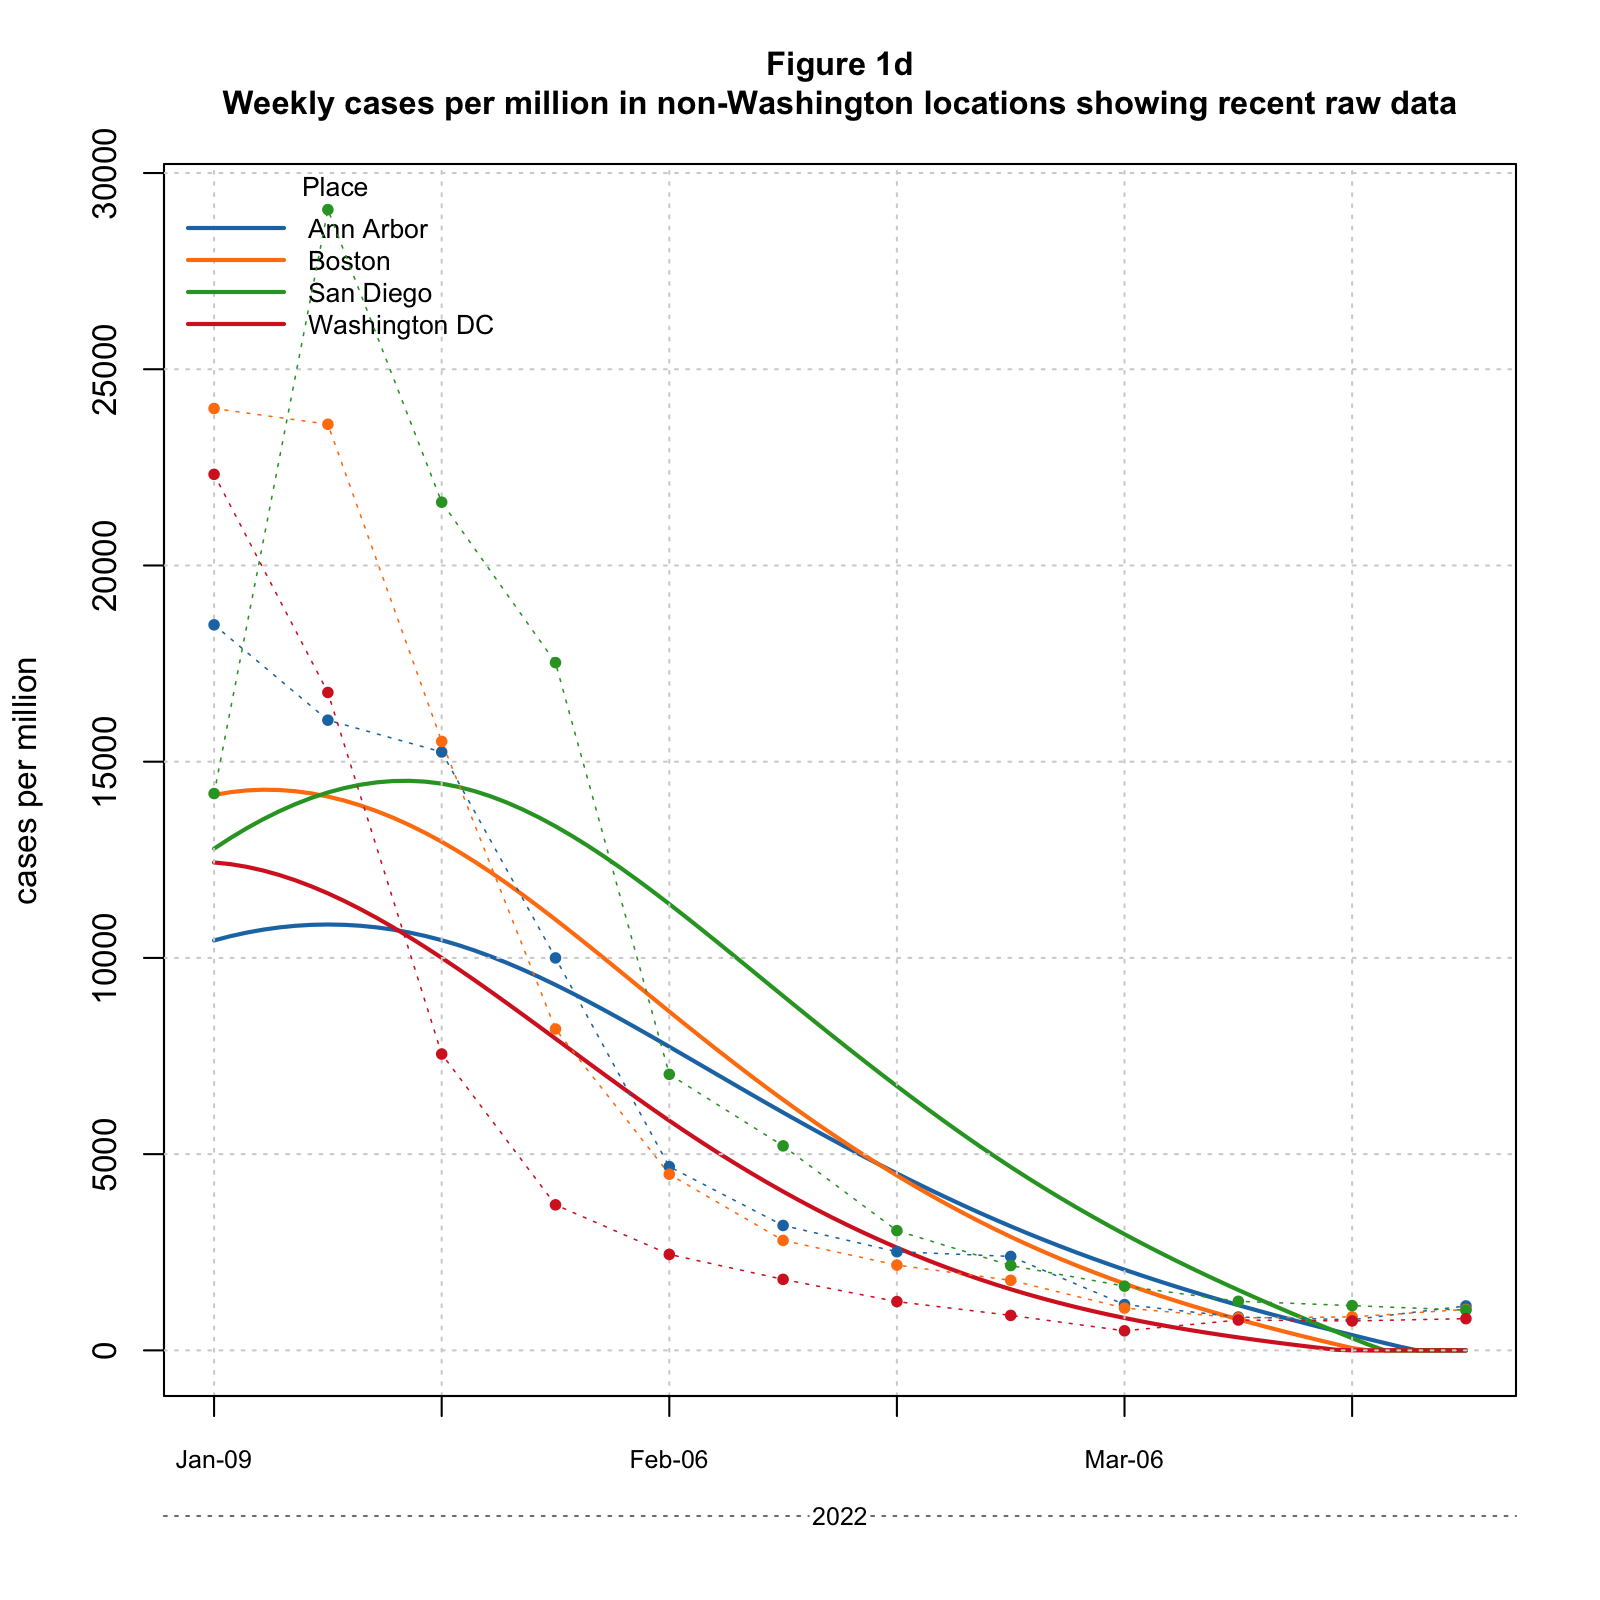 Figure 1d
Weekly cases per million in non-Washington locations showing recent raw data
cases per million
30000
25000
20000
15000
10000
5000
0
Place
Ann Arbor
Boston
San Diego
Washington DC
Jan-09
Feb-06
Mar-06
2022